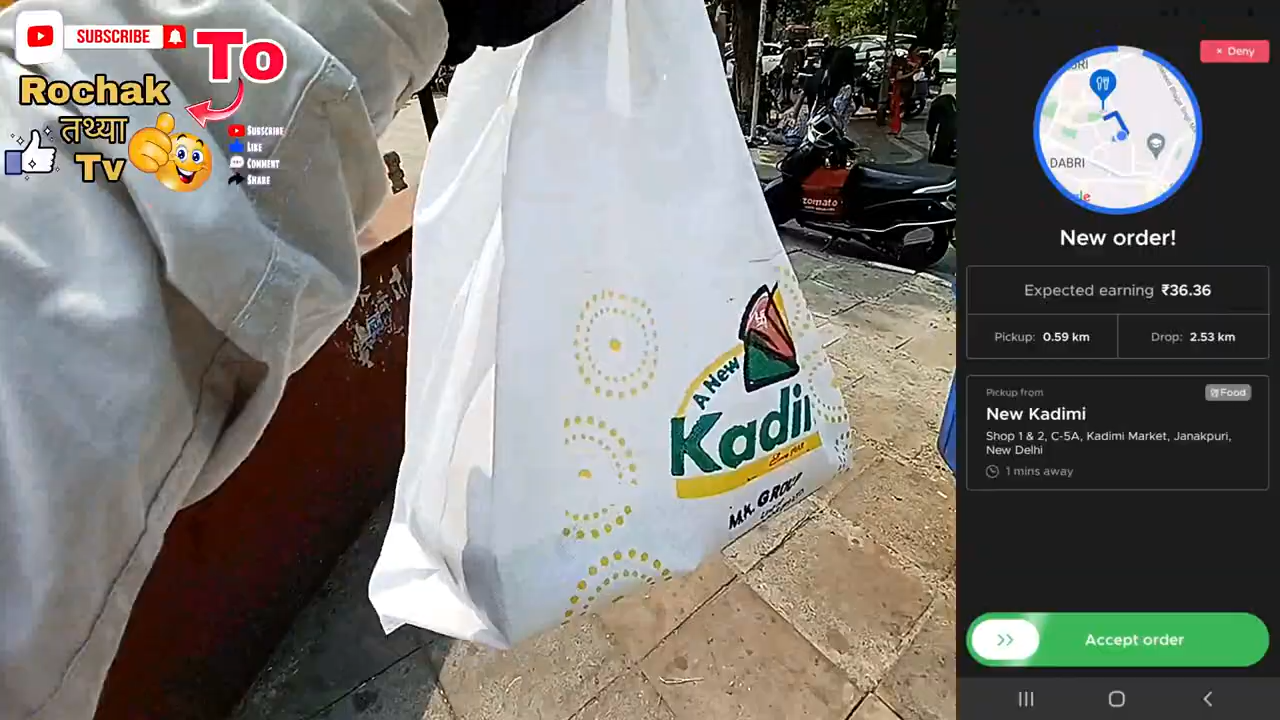 SUBSCRIBE
To
Rochak
तथ्या
Tv
SUBSCRIBE
LIKE
COMMENT
SHARE
tomato
A New
Kadi
M.K. GROUP
× Deny
DABRI
New order!
Expected earning ₹36.36
Pickup: 0.59 km
Drop: 2.53 km
Pickup from
Food
New Kadimi
Shop 1 & 2, C-5A, Kadimi Market, Janakpuri,
New Delhi
1 mins away
Accept order